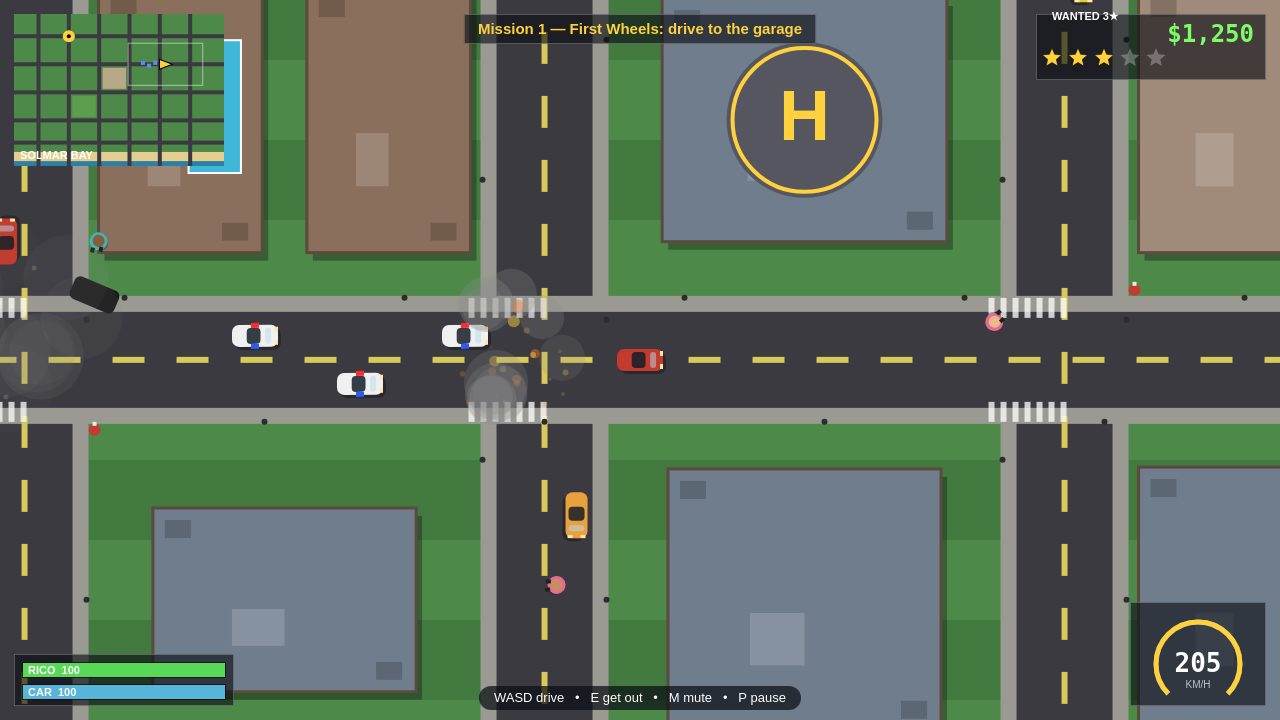 Mission 1 — First Wheels: drive to the garage
WANTED 3★
$1,250
H
SOLMAR BAY
RICO 100
CAR 100
WASD drive • E get out • M mute • P pause
205
KM/H